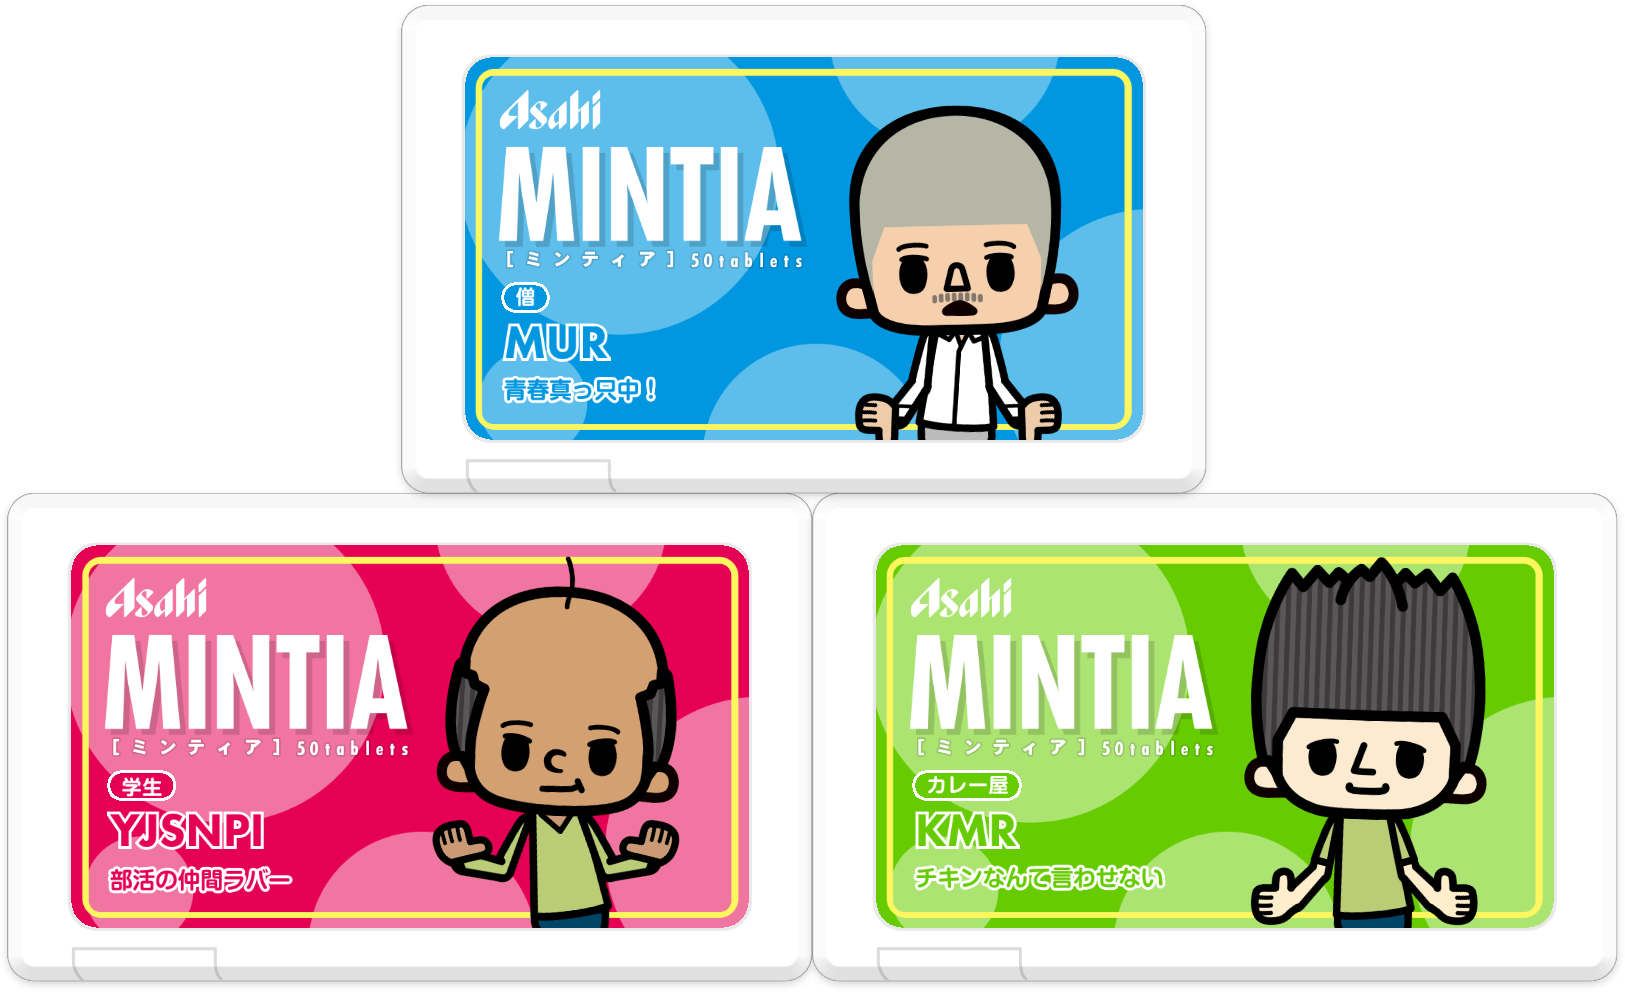 Asahi
MINTIA
[ミンティア] 50tablets
僧
MUR
青春真っ只中！
Asahi
MINTIA
[ミンティア] 50tablets
学生
YJSNPI
部活の仲間ラバー
Asahi
MINTIA
[ミンティア] 50tablets
カレー屋
KMR
チキンなんて言わせない